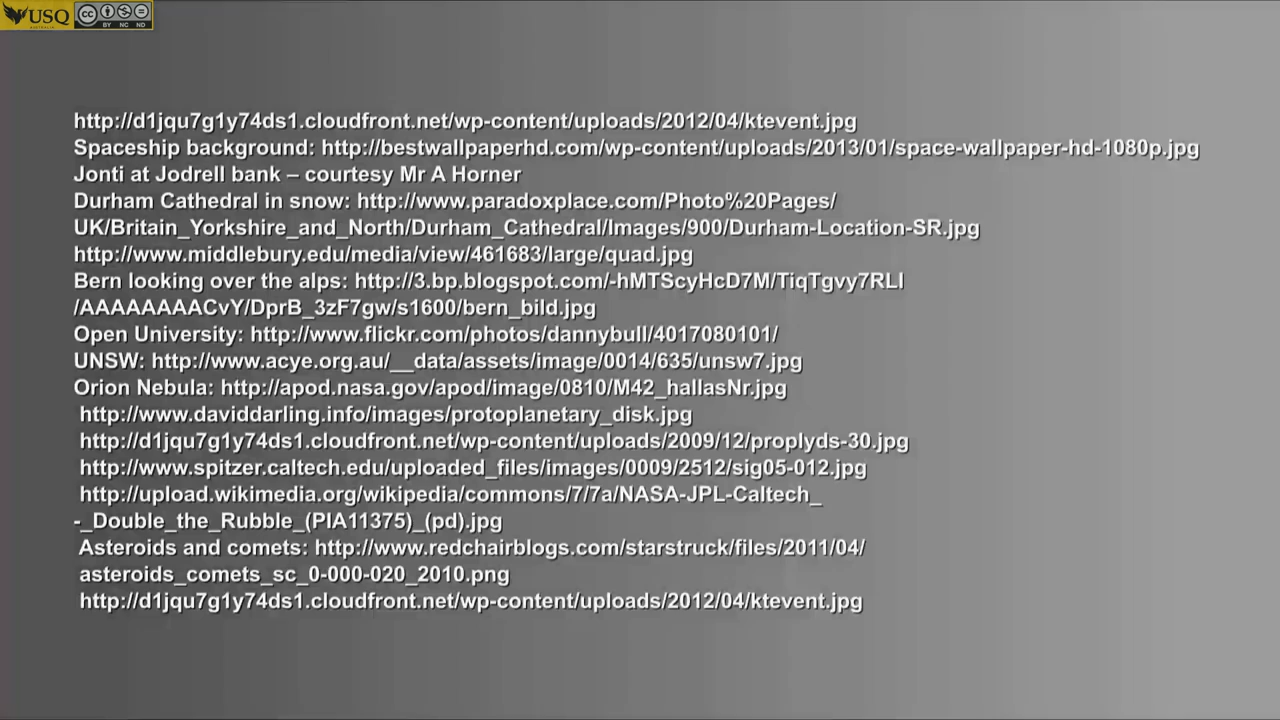 USQ
AUSTRALIA
cc BY NC ND
http://d1jqu7g1y74ds1.cloudfront.net/wp-content/uploads/2012/04/ktevent.jpg
Spaceship background: http://bestwallpaperhd.com/wp-content/uploads/2013/01/space-wallpaper-hd-1080p.jpg
Jonti at Jodrell bank – courtesy Mr A Horner
Durham Cathedral in snow: http://www.paradoxplace.com/Photo%20Pages/
UK/Britain_Yorkshire_and_North/Durham_Cathedral/Images/900/Durham-Location-SR.jpg
http://www.middlebury.edu/media/view/461683/large/quad.jpg
Bern looking over the alps: http://3.bp.blogspot.com/-hMTScyHcD7M/TiqTgvy7RLI
/AAAAAAAACvY/DprB_3zF7gw/s1600/bern_bild.jpg
Open University: http://www.flickr.com/photos/dannybull/4017080101/
UNSW: http://www.acye.org.au/__data/assets/image/0014/635/unsw7.jpg
Orion Nebula: http://apod.nasa.gov/apod/image/0810/M42_hallasNr.jpg
http://www.daviddarling.info/images/protoplanetary_disk.jpg
http://d1jqu7g1y74ds1.cloudfront.net/wp-content/uploads/2009/12/proplyds-30.jpg
http://www.spitzer.caltech.edu/uploaded_files/images/0009/2512/sig05-012.jpg
http://upload.wikimedia.org/wikipedia/commons/7/7a/NASA-JPL-Caltech_
-_Double_the_Rubble_(PIA11375)_(pd).jpg
Asteroids and comets: http://www.redchairblogs.com/starstruck/files/2011/04/
asteroids_comets_sc_0-000-020_2010.png
http://d1jqu7g1y74ds1.cloudfront.net/wp-content/uploads/2012/04/ktevent.jpg